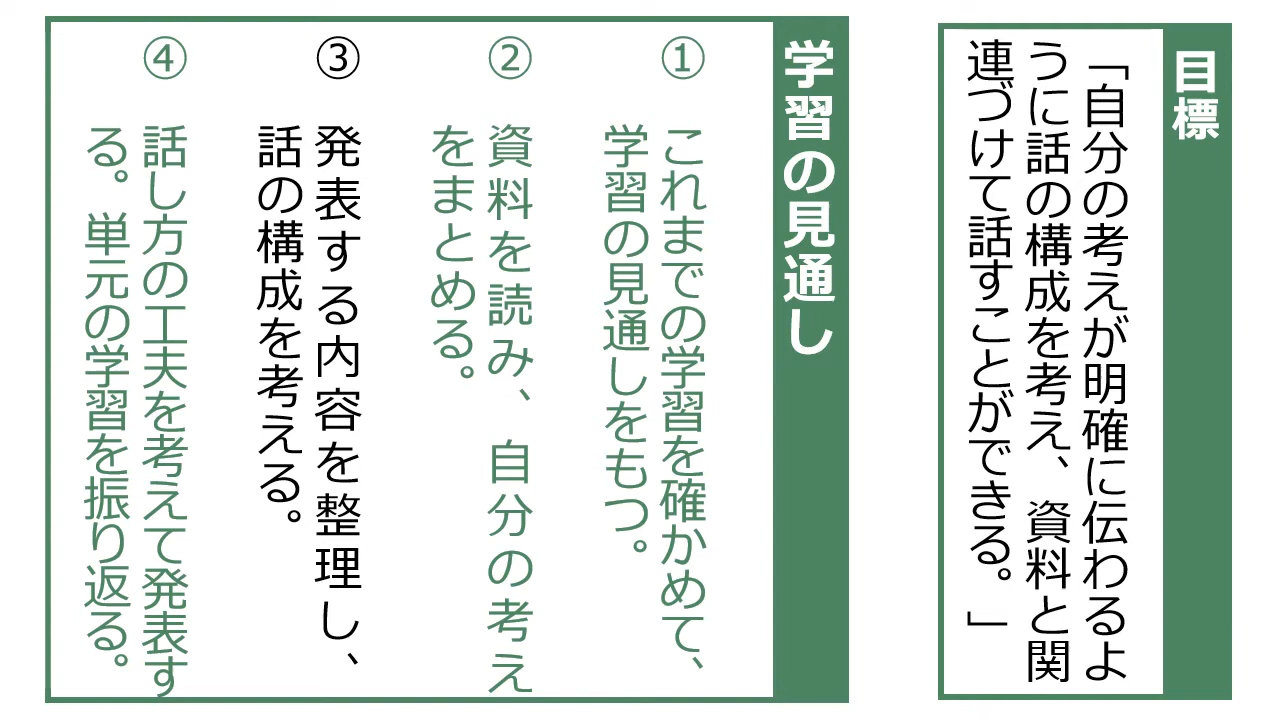 目標
「自分の考えが明確に伝わるよ
うに話の構成を考え、資料と関
連づけて話すことができる。」
学習の見通し
① これまでの学習を確かめて、
学習の見通しをもつ。
② 資料を読み、自分の考え
をまとめる。
③ 発表する内容を整理し、
話の構成を考える。
④ 話し方の工夫を考えて発表す
る。単元の学習を振り返る。